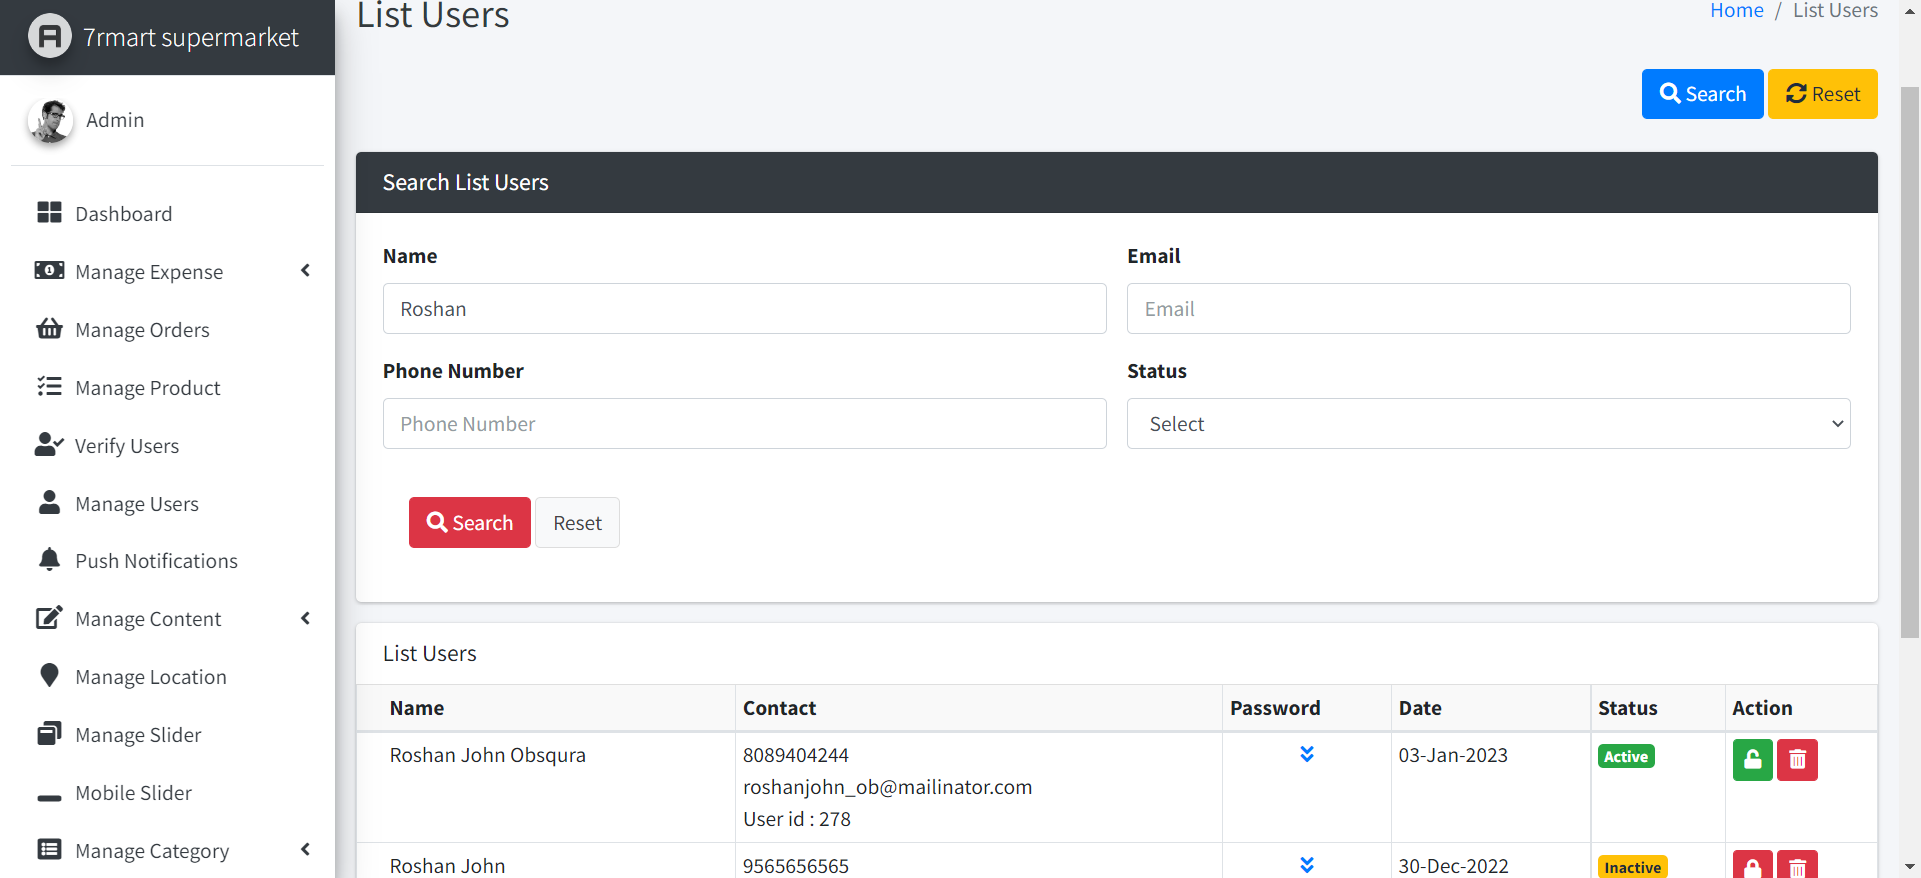 7rmart supermarket
Admin
Dashboard
Manage Expense
Manage Orders
Manage Product
Verify Users
Manage Users
Push Notifications
Manage Content
Manage Location
Manage Slider
Mobile Slider
Manage Category
List Users
Home / List Users
Search Reset
Search List Users
Name Email
Roshan Email
Phone Number Status
Phone Number Select
Search Reset
List Users
Name Contact Password Date Status Action
Roshan John Obsqura 8089404244 03-Jan-2023 Active
roshanjohn_ob@mailinator.com
User id : 278
Roshan John 9565656565 30-Dec-2022 Inactive